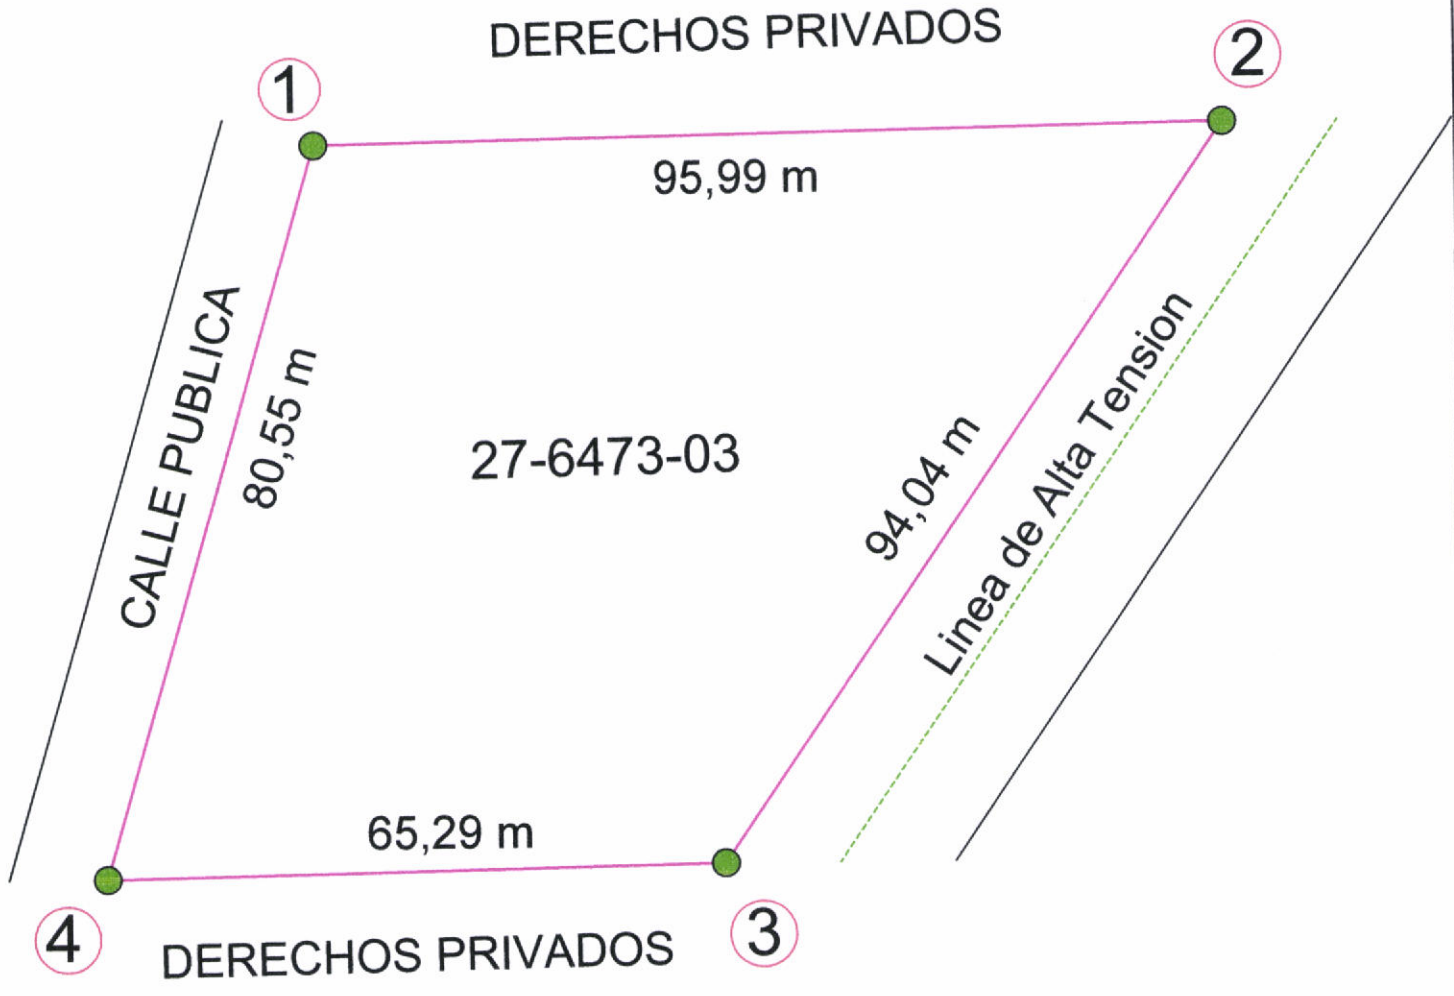 DERECHOS PRIVADOS
1
2
95,99 m
CALLE PUBLICA
80,55 m
27-6473-03
94,04 m
Linea de Alta Tension
65,29 m
4
3
DERECHOS PRIVADOS